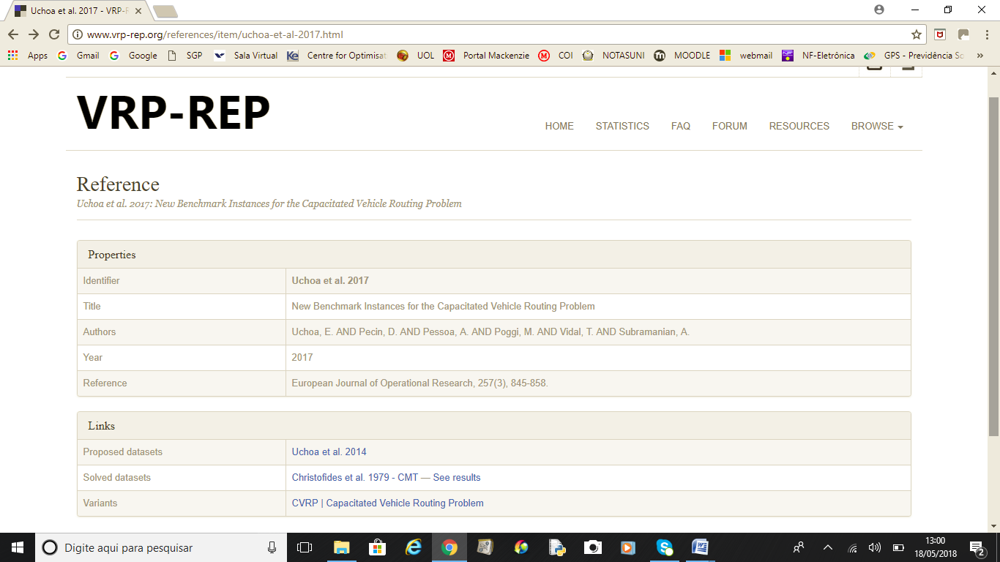 Uchoa et al. 2017 - VRP-R
www.vrp-rep.org/references/item/uchoa-et-al-2017.html
Apps Gmail Google SGP Sala Virtual Centre for Optimisat UOL Portal Mackenzie COI NOTASUNI MOODLE webmail NF-Eletrônica GPS - Previdência So »
VRP-REP
HOME STATISTICS FAQ FORUM RESOURCES BROWSE
Reference
Uchoa et al. 2017: New Benchmark Instances for the Capacitated Vehicle Routing Problem
Properties
Identifier Uchoa et al. 2017
Title New Benchmark Instances for the Capacitated Vehicle Routing Problem
Authors Uchoa, E. AND Pecin, D. AND Pessoa, A. AND Poggi, M. AND Vidal, T. AND Subramanian, A.
Year 2017
Reference European Journal of Operational Research, 257(3), 845-858.
Links
Proposed datasets Uchoa et al. 2014
Solved datasets Christofides et al. 1979 - CMT — See results
Variants CVRP | Capacitated Vehicle Routing Problem
Digite aqui para pesquisar
13:00
18/05/2018
2